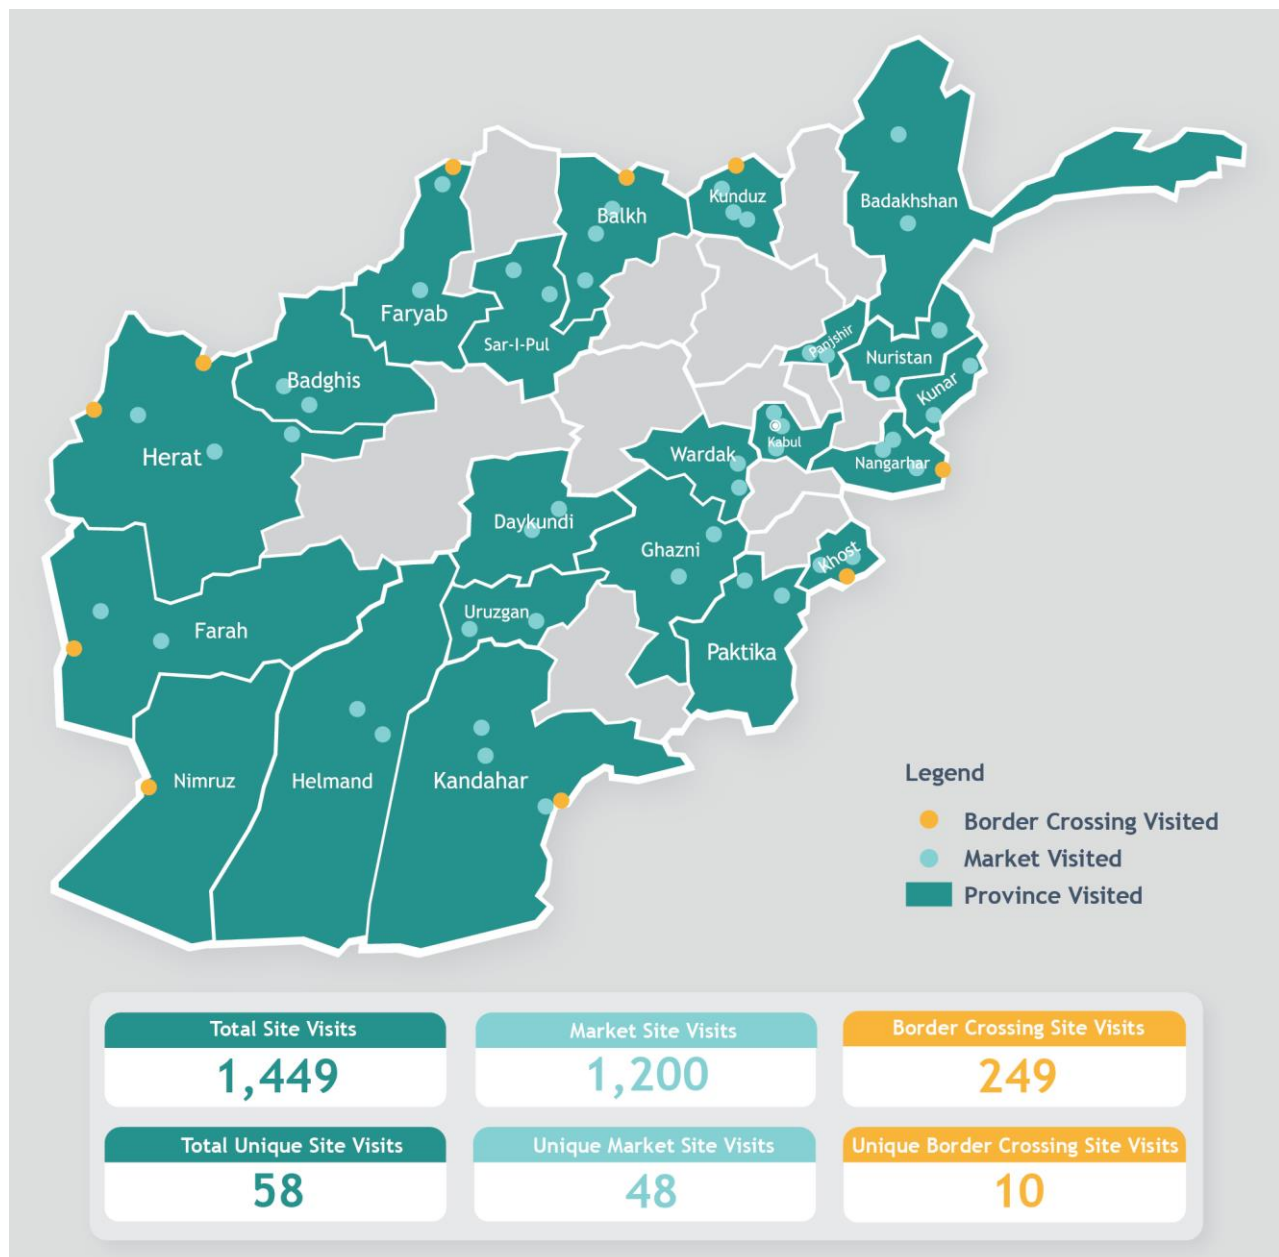 Badakhshan
Kunduz
Balkh
Faryab
Panjshir
Sar-I-Pul
Nuristan
Badghis
Kunar
Kabul
Herat
Wardak
Nangarhar
Daykundi
Ghazni
Khost
Uruzgan
Farah
Paktika
Nimruz
Helmand
Kandahar
Legend
Border Crossing Visited
Market Visited
Province Visited
Total Site Visits
1,449
Market Site Visits
1,200
Border Crossing Site Visits
249
Total Unique Site Visits
58
Unique Market Site Visits
48
Unique Border Crossing Site Visits
10